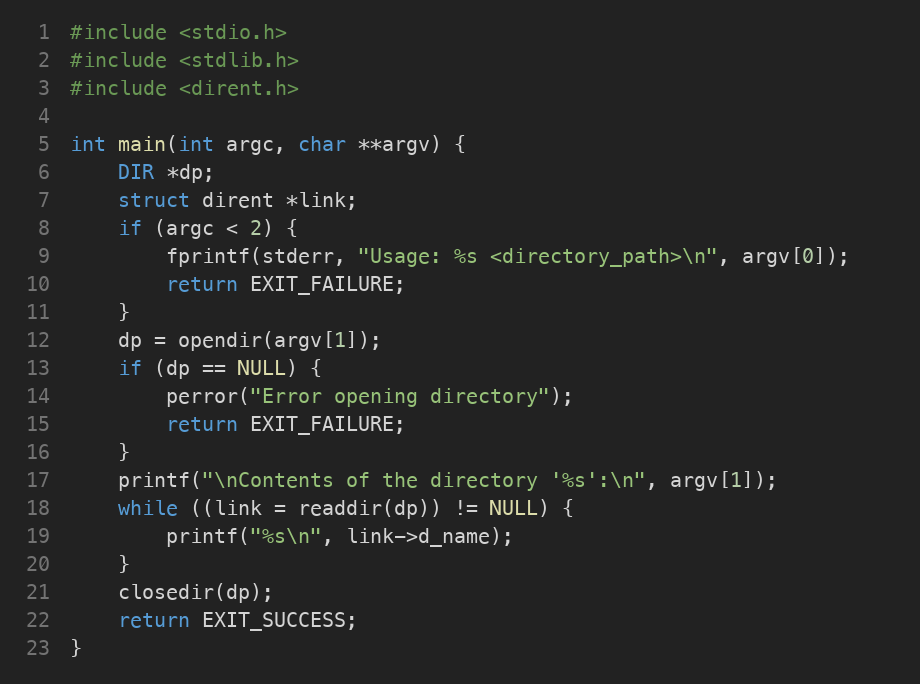 1 #include <stdio.h>
2 #include <stdlib.h>
3 #include <dirent.h>
4
5 int main(int argc, char **argv) {
6     DIR *dp;
7     struct dirent *link;
8     if (argc < 2) {
9         fprintf(stderr, "Usage: %s <directory_path>\n", argv[0]);
10         return EXIT_FAILURE;
11     }
12     dp = opendir(argv[1]);
13     if (dp == NULL) {
14         perror("Error opening directory");
15         return EXIT_FAILURE;
16     }
17     printf("\nContents of the directory '%s':\n", argv[1]);
18     while ((link = readdir(dp)) != NULL) {
19         printf("%s\n", link->d_name);
20     }
21     closedir(dp);
22     return EXIT_SUCCESS;
23 }